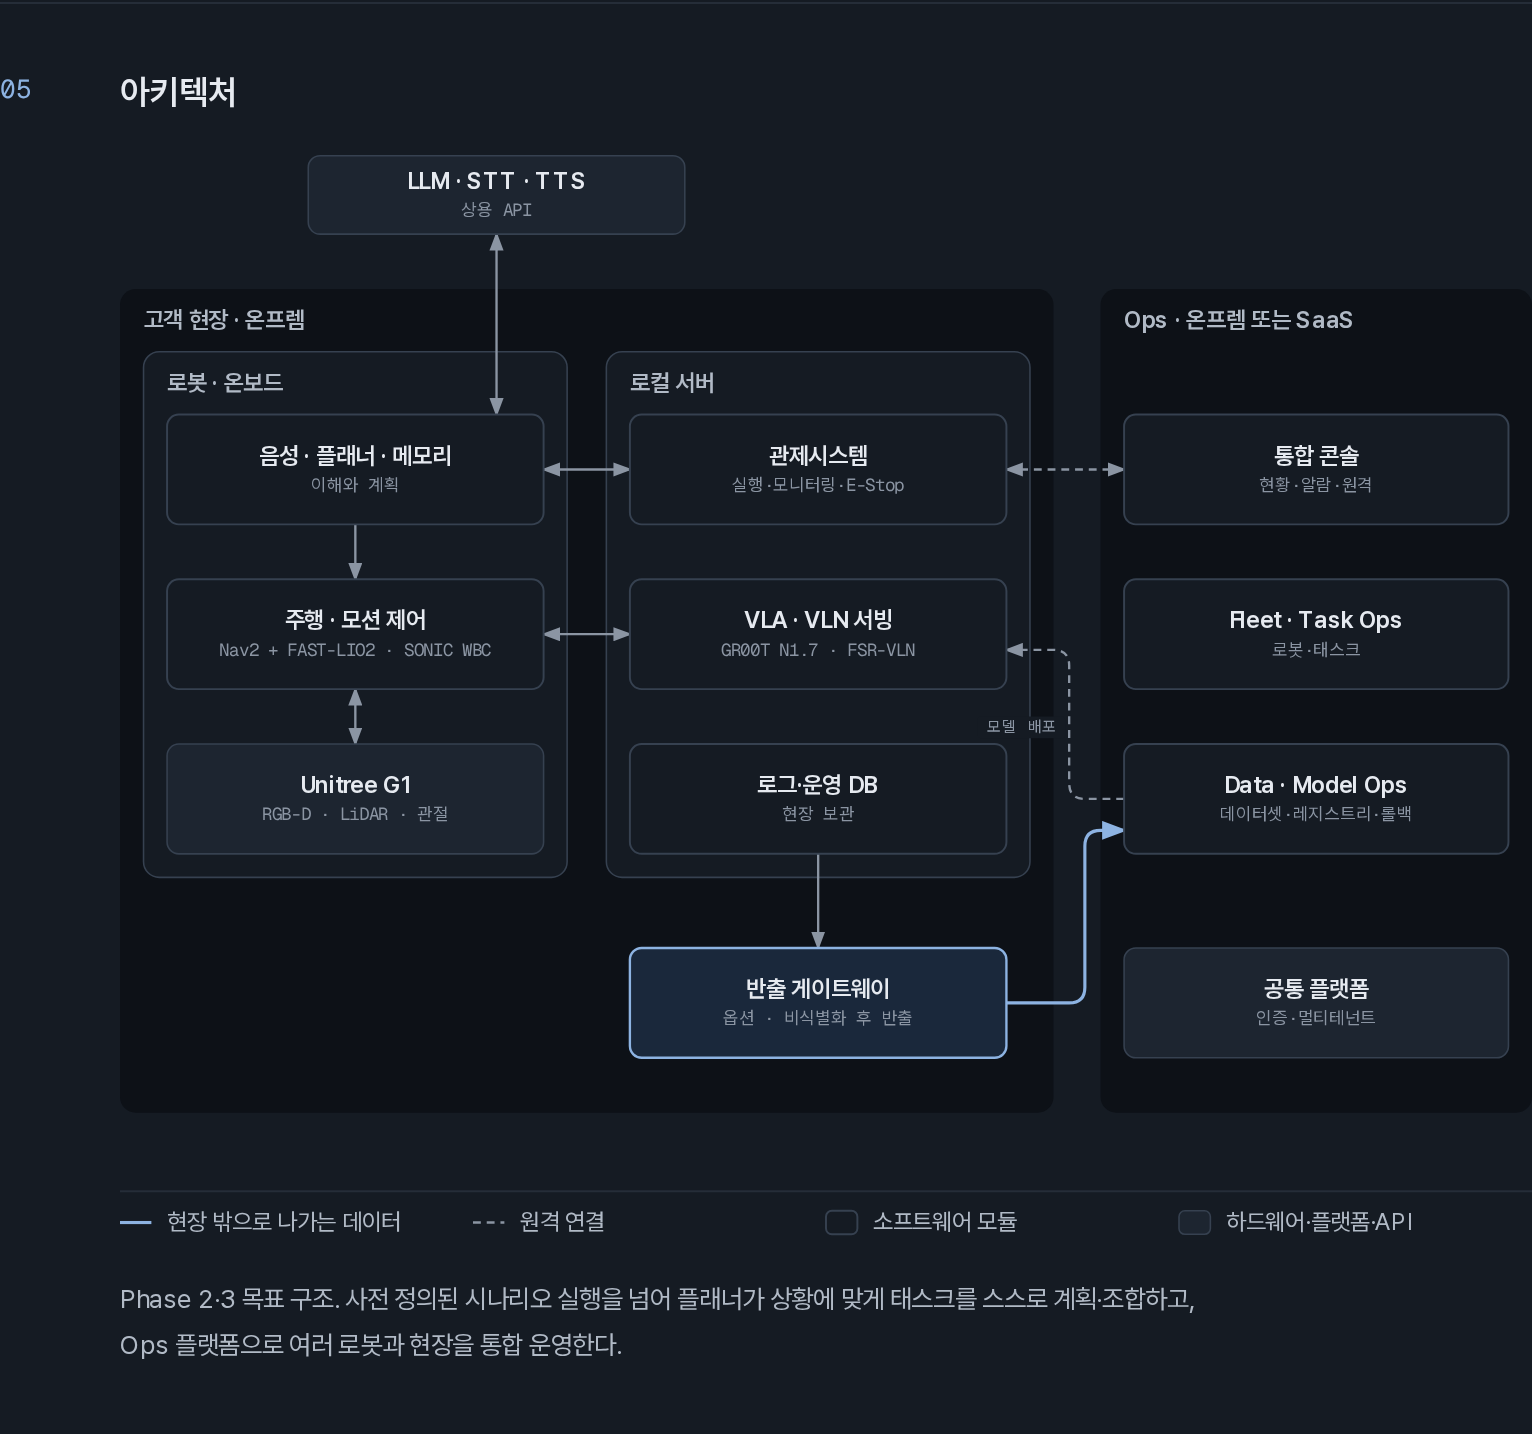 05
아키텍처
LLM · STT · TTS
상용 API
고객 현장 · 온프렘
Ops · 온프렘 또는 SaaS
로봇 · 온보드
로컬 서버
음성 · 플래너 · 메모리
이해와 계획
관제시스템
실행·모니터링·E-Stop
통합 콘솔
현황·알람·원격
주행 · 모션 제어
Nav2 + FAST-LIO2 · SONIC WBC
VLA · VLN 서빙
GR00T N1.7 · FSR-VLN
Fleet · Task Ops
로봇·태스크
모델 배포
Unitree G1
RGB-D · LiDAR · 관절
로그·운영 DB
현장 보관
Data · Model Ops
데이터셋·레지스트리·롤백
반출 게이트웨이
옵션 · 비식별화 후 반출
공통 플랫폼
인증·멀티테넌트
현장 밖으로 나가는 데이터
원격 연결
소프트웨어 모듈
하드웨어·플랫폼·API
Phase 2·3 목표 구조. 사전 정의된 시나리오 실행을 넘어 플래너가 상황에 맞게 태스크를 스스로 계획·조합하고,
Ops 플랫폼으로 여러 로봇과 현장을 통합 운영한다.